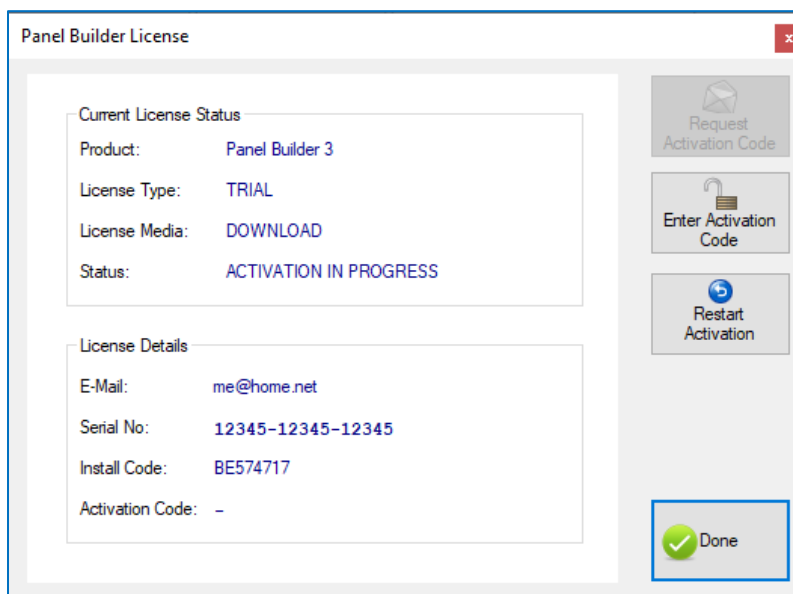 Panel Builder License
x
Current License Status
Product: Panel Builder 3
License Type: TRIAL
License Media: DOWNLOAD
Status: ACTIVATION IN PROGRESS
License Details
E-Mail: me@home.net
Serial No: 12345-12345-12345
Install Code: BE574717
Activation Code: –
Request
Activation Code
Enter Activation
Code
Restart
Activation
Done